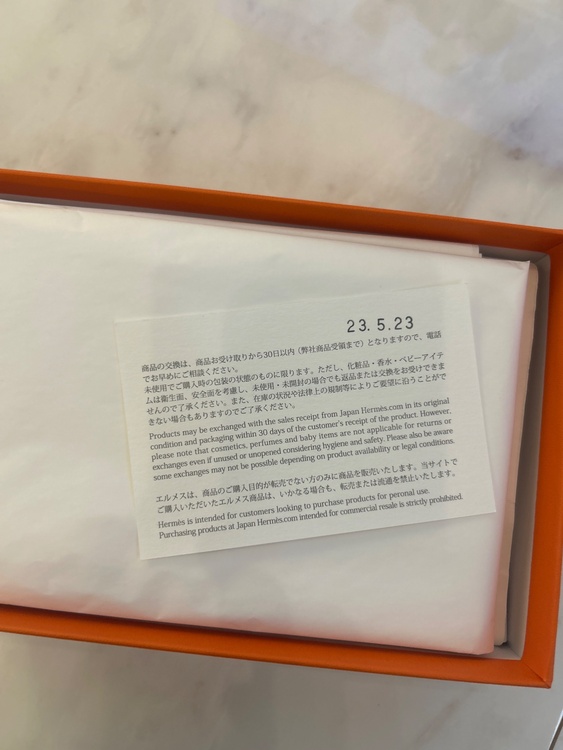 23.5.23
商品の交換は、商品お受け取りから30日以内（弊社商品受領まで）となりますので、電話
でお早めにご相談ください。
未使用でご購入時の包装の状態のものに限ります。ただし、化粧品・香水・ベビーアイテ
ムは衛生面、安全面を考慮し、未使用・未開封の場合でも返品または交換をお受けできま
せんので了承ください。また、在庫の状況や法律上の規制等によりご要望に沿うことがで
きない場合もありますのでご了承ください。
Products may be exchanged with the sales receipt from Japan Hermès.com in its original
condition and packaging within 30 days of the customer's receipt of the product. However,
please note that cosmetics, perfumes and baby items are not applicable for returns or
exchanges even if unused or unopened considering hygiene and safety. Please also be aware
some exchanges may not be possible depending on product availability or legal conditions.
エルメスは、商品のご購入目的が転売でない方のみに商品を販売いたします。当サイトで
ご購入いただいたエルメス商品は、いかなる場合も、転売または流通を禁止いたします。
Hermès is intended for customers looking to purchase products for peronal use.
Purchasing products at Japan Hermès.com intended for commercial resale is strictly prohibited.